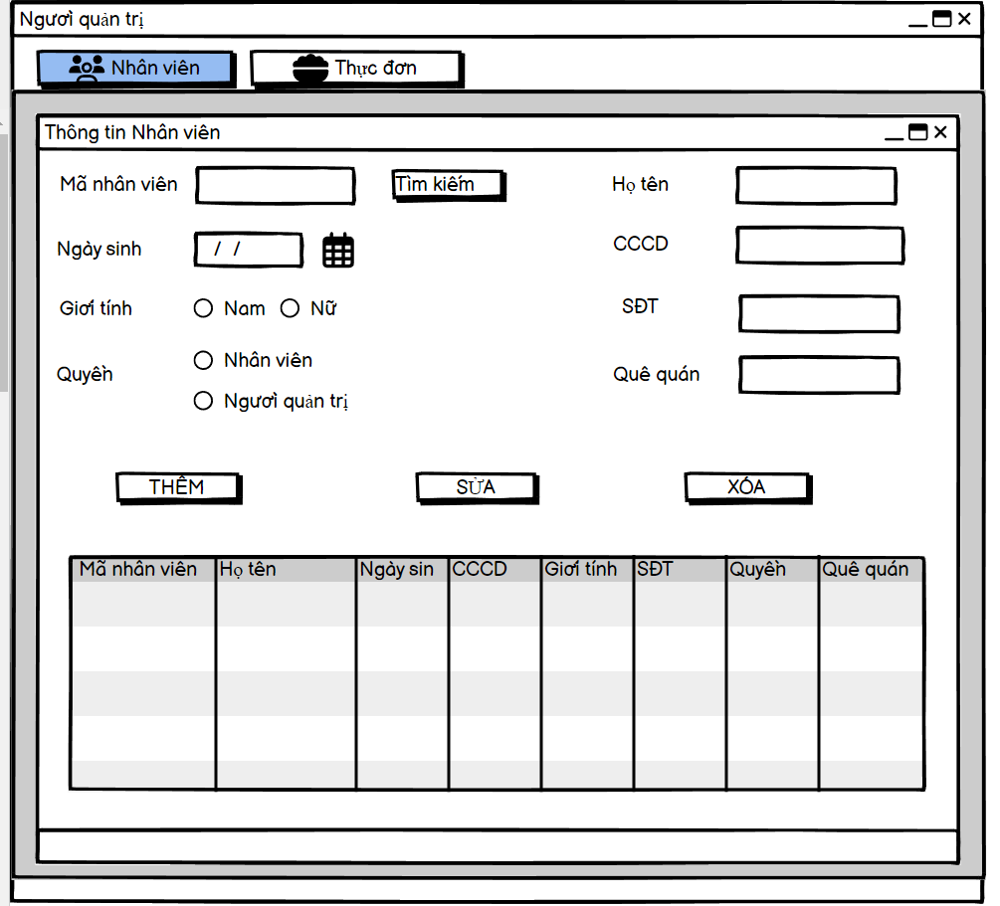 Người quản trị
Nhân viên Thực đơn
Thông tin Nhân viên
Mã nhân viên Tìm kiếm Họ tên
Ngày sinh / / CCCD
Giới tính Nam Nữ SĐT
Quyền Nhân viên Quê quán
Người quản trị
THÊM SỬA XÓA
Mã nhân viên Họ tên Ngày sin CCCD Giới tính SĐT Quyền Quê quán